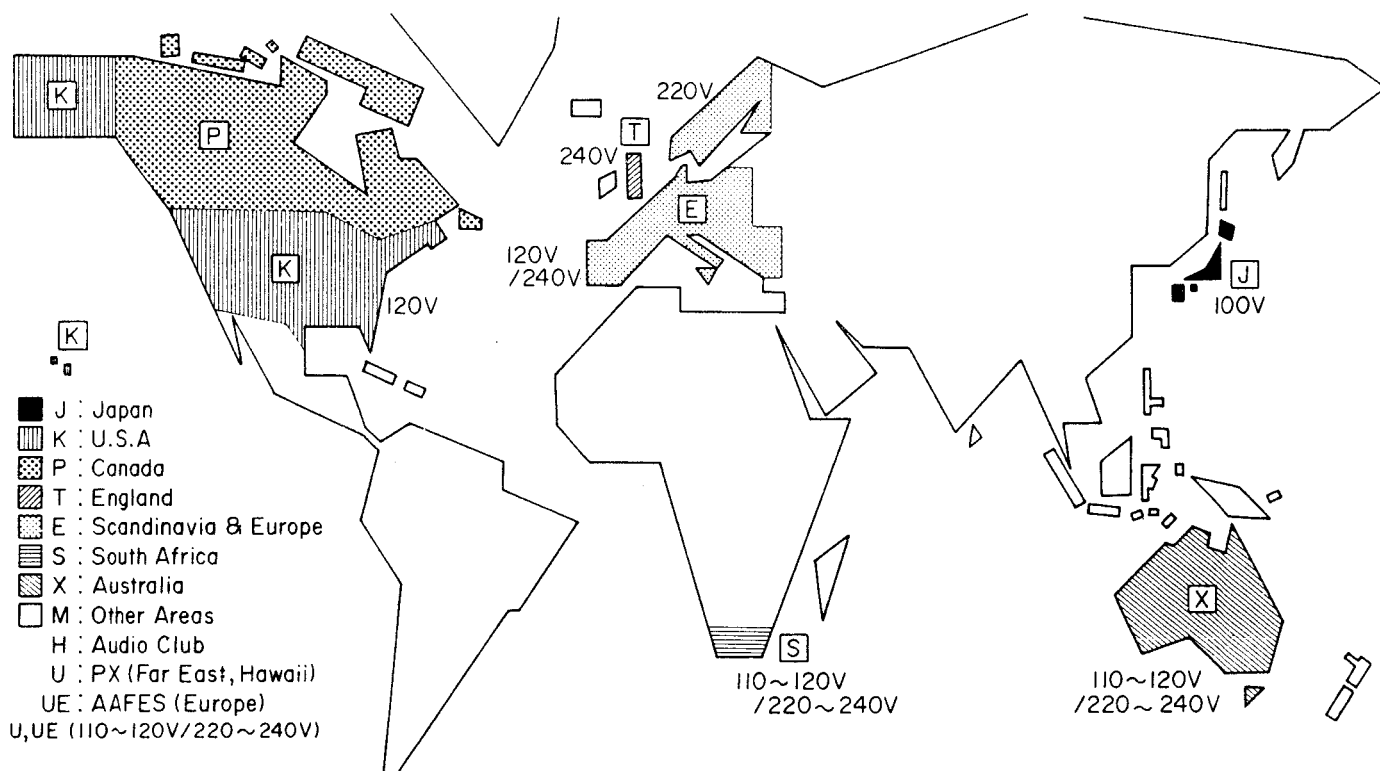 K
P
T
220V
240V
E
K
120V
/240V
120V
J
100V
K
J : Japan
K : U.S.A
P : Canada
T : England
E : Scandinavia & Europe
S : South Africa
X : Australia
M : Other Areas
H : Audio Club
U : PX (Far East, Hawaii)
UE : AAFES (Europe)
U,UE (110~120V/220~240V)
X
S
110~120V
/220~240V
110~120V
/220~240V